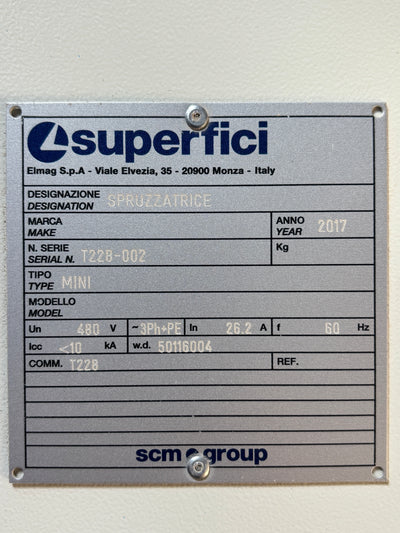 superfici
Elmag S.p.A - Viale Elvezia, 35 - 20900 Monza - Italy
DESIGNAZIONE SPRUZZATRICE
DESIGNATION
MARCA ANNO 2017
MAKE YEAR
N. SERIE T22B-002 Kg
SERIAL N.
TIPO MINI
TYPE
MODELLO
MODEL
Un 480 V ~3Ph+PE In 26.2 A f 60 Hz
Icc <10 kA w.d. 50116004
COMM. T228 REF.
scm group